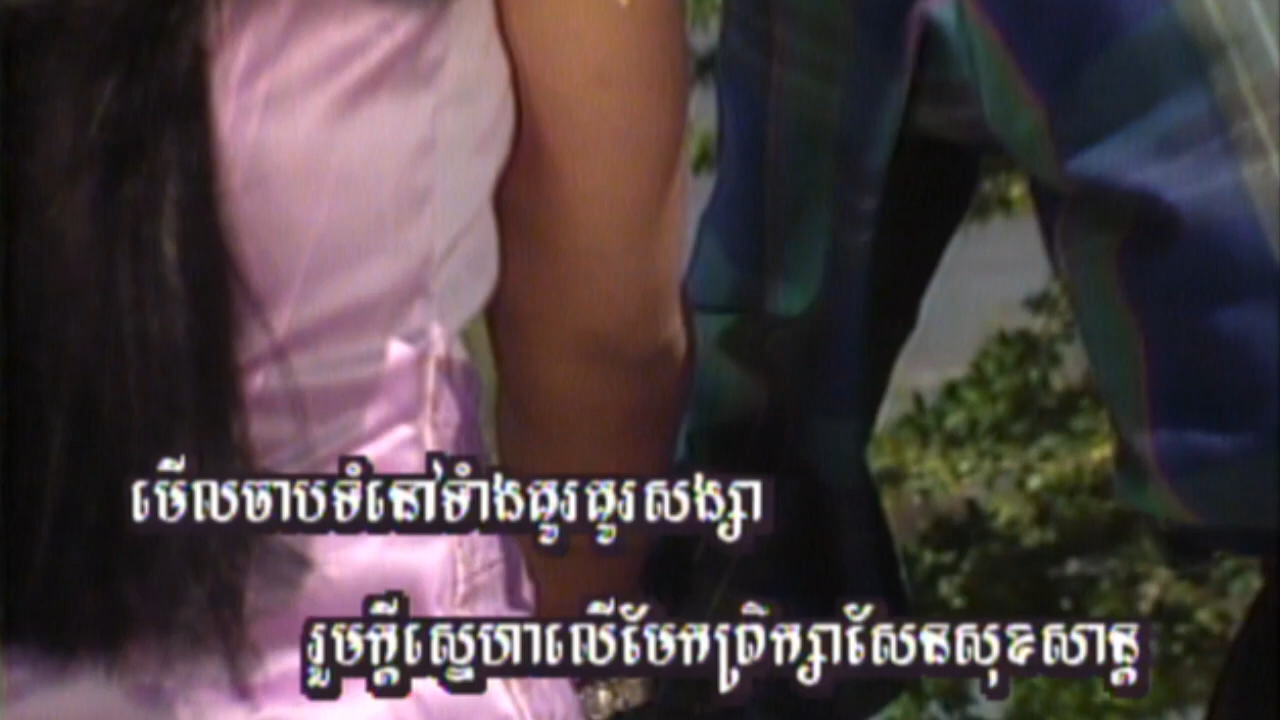 មើលចាបទំនៅទាំងគូរគូរសង្សា
រួមក្ដីស្នេហាលើមែកព្រឹក្សាសែនសុខសាន្ត